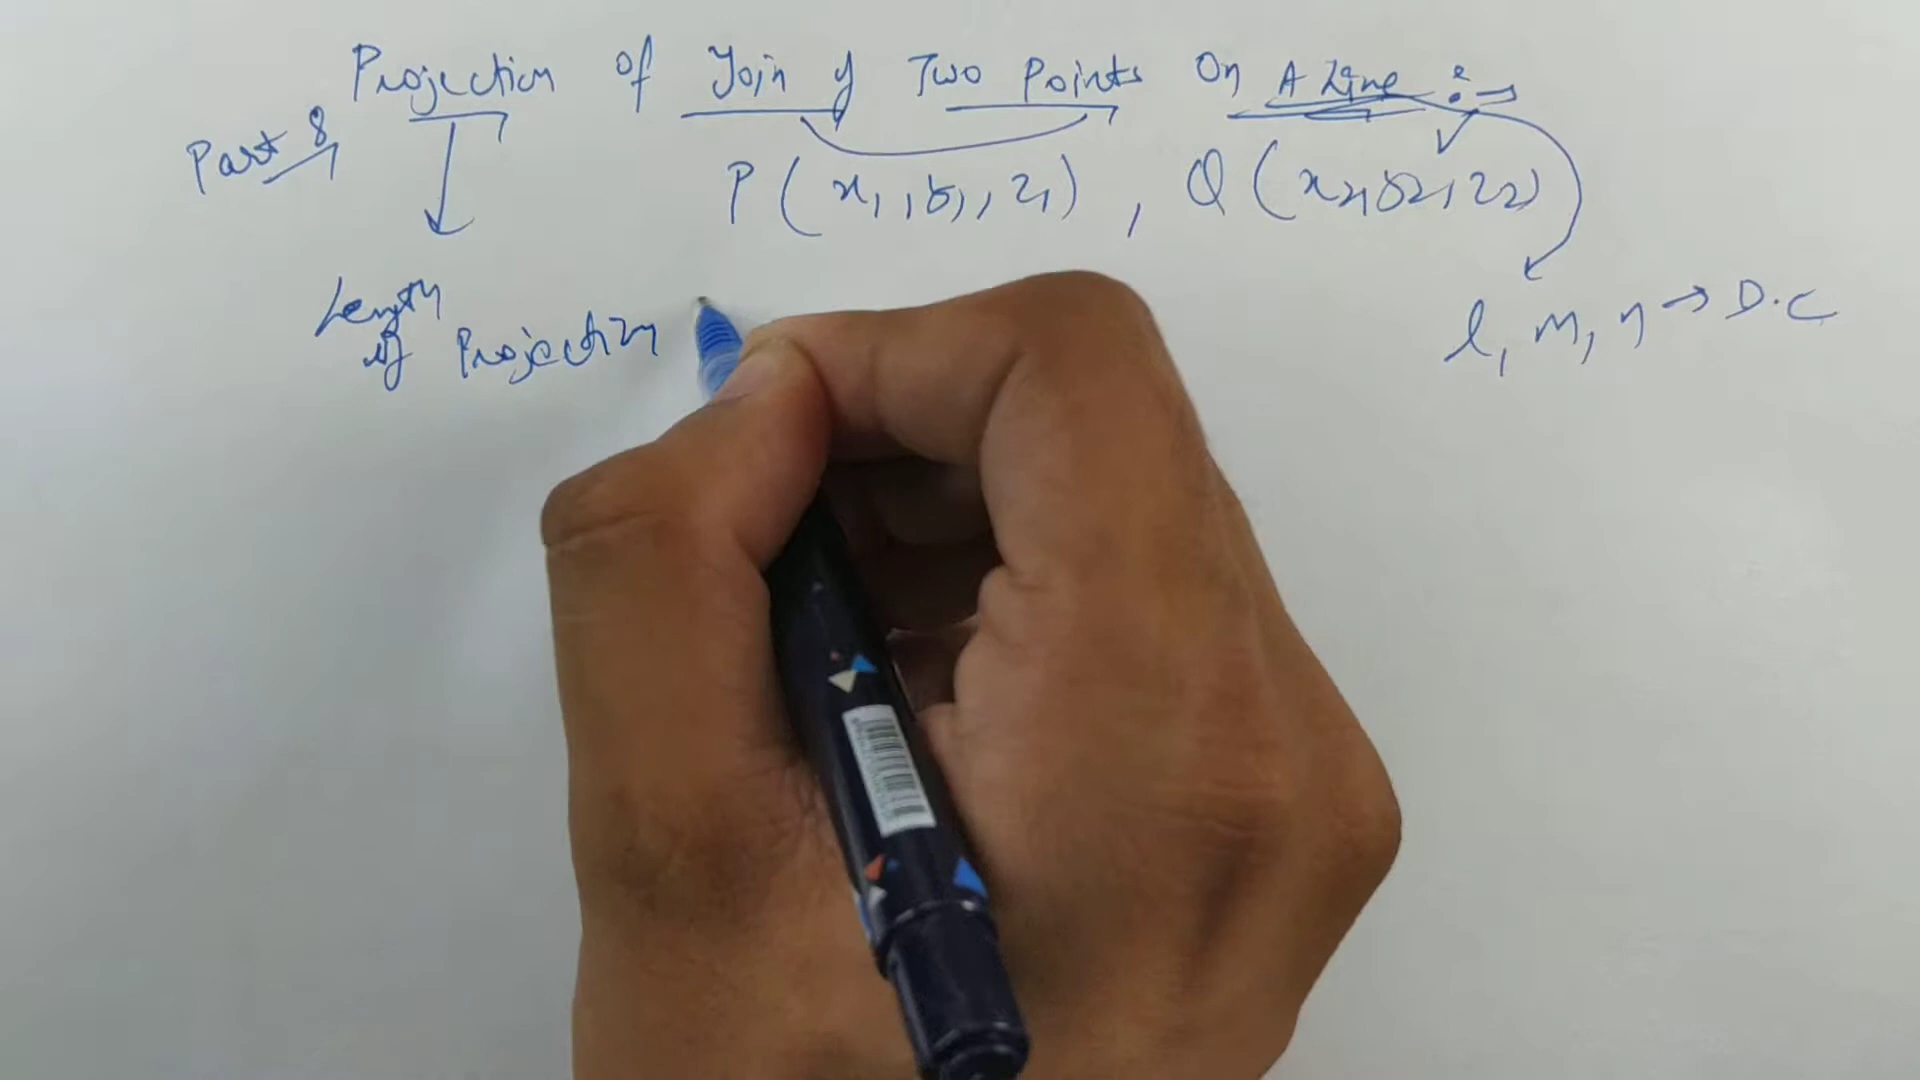 Projection of Join of Two Points On A Line :-
Part 8
P ( x1, y1, z1 ) , Q ( x2, y2, z2 )
Length
of Projection
l, m, n → D.C